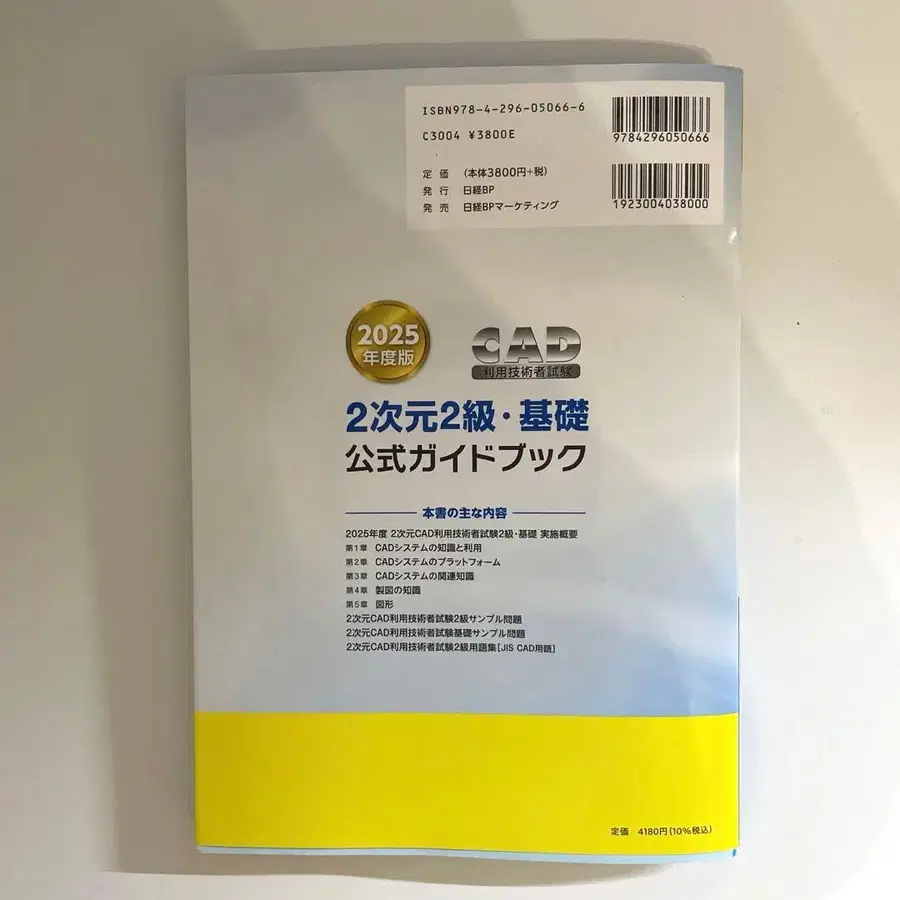 ISBN978-4-296-05066-6
C3004 ¥3800E
定価 (本体3800円+税)
発行 日経BP
発売 日経BPマーケティング
9784296050666
1923004038000
2025
年度版
CAD
利用技術者試験
2次元2級・基礎
公式ガイドブック
本書の主な内容
2025年度 2次元CAD利用技術者試験2級・基礎 実施概要
第1章 CADシステムの知識と利用
第2章 CADシステムのプラットフォーム
第3章 CADシステムの関連知識
第4章 製図の知識
第5章 図形
2次元CAD利用技術者試験2級サンプル問題
2次元CAD利用技術者試験基礎サンプル問題
2次元CAD利用技術者試験2級用語集[JIS CAD用語]
定価 4180円(10%税込)